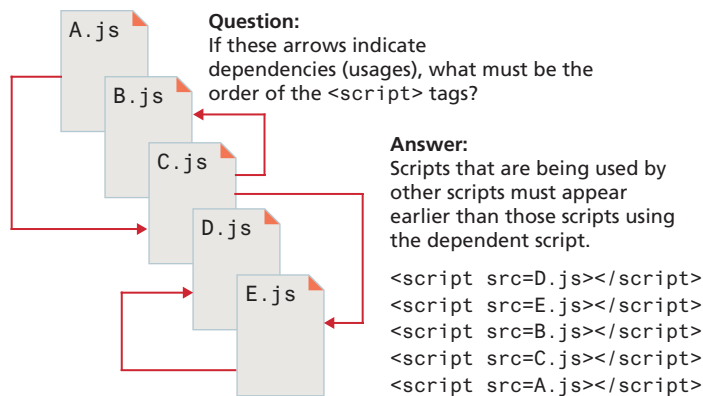 A.js
B.js
C.js
D.js
E.js
Question:
If these arrows indicate
dependencies (usages), what must be the
order of the <script> tags?
Answer:
Scripts that are being used by
other scripts must appear
earlier than those scripts using
the dependent script.
<script src=D.js></script>
<script src=E.js></script>
<script src=B.js></script>
<script src=C.js></script>
<script src=A.js></script>